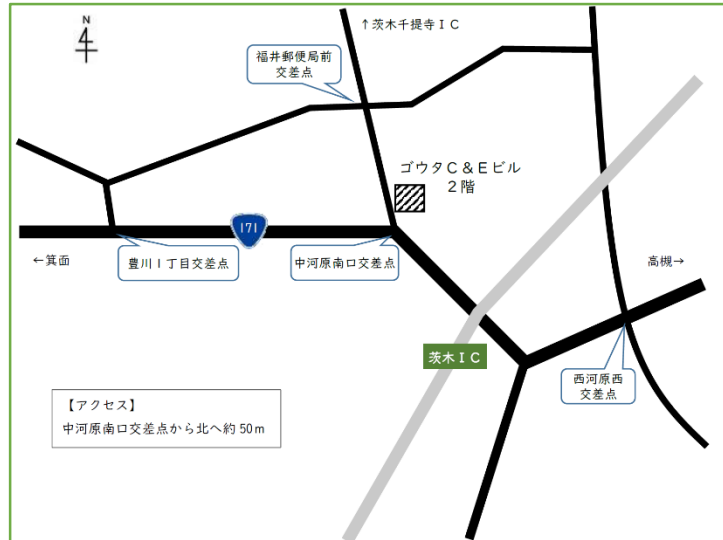 N
↑茨木千提寺ＩＣ
福井郵便局前
交差点
ゴウタＣ＆Ｅビル
２階
171
←箕面
豊川１丁目交差点
中河原南口交差点
高槻→
茨木ＩＣ
西河原西
交差点
【アクセス】
中河原南口交差点から北へ約50ｍ